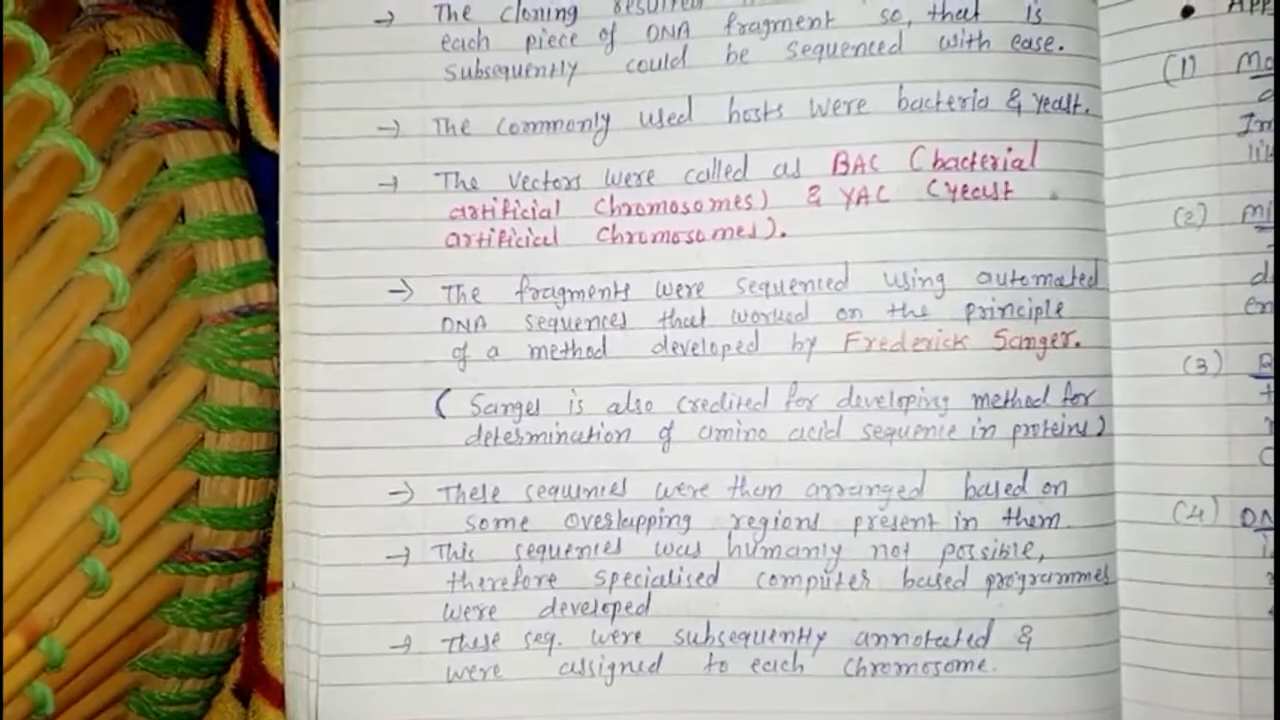 → The cloning resulted
each piece of DNA fragment so, that is
subsequently could be sequenced with ease.
→ The commonly used hosts were bacteria & yeast.
→ The vectors were called as BAC (bacterial
artificial chromosomes) & YAC (yeast
artificial chromosomes).
→ The fragments were sequenced using automated
DNA sequences that worked on the principle
of a method developed by Frederick Sanger.
( Sanger is also credited for developing method for
determination of amino acid sequence in proteins)
→ These sequences were then arranged based on
some overlapping regions present in them
→ This sequences was humanly not possible,
therefore specialised computer based programmes
were developed
→ These seq. were subsequently annotated &
were assigned to each chromosome.
(1)
(2)
(3)
(4)